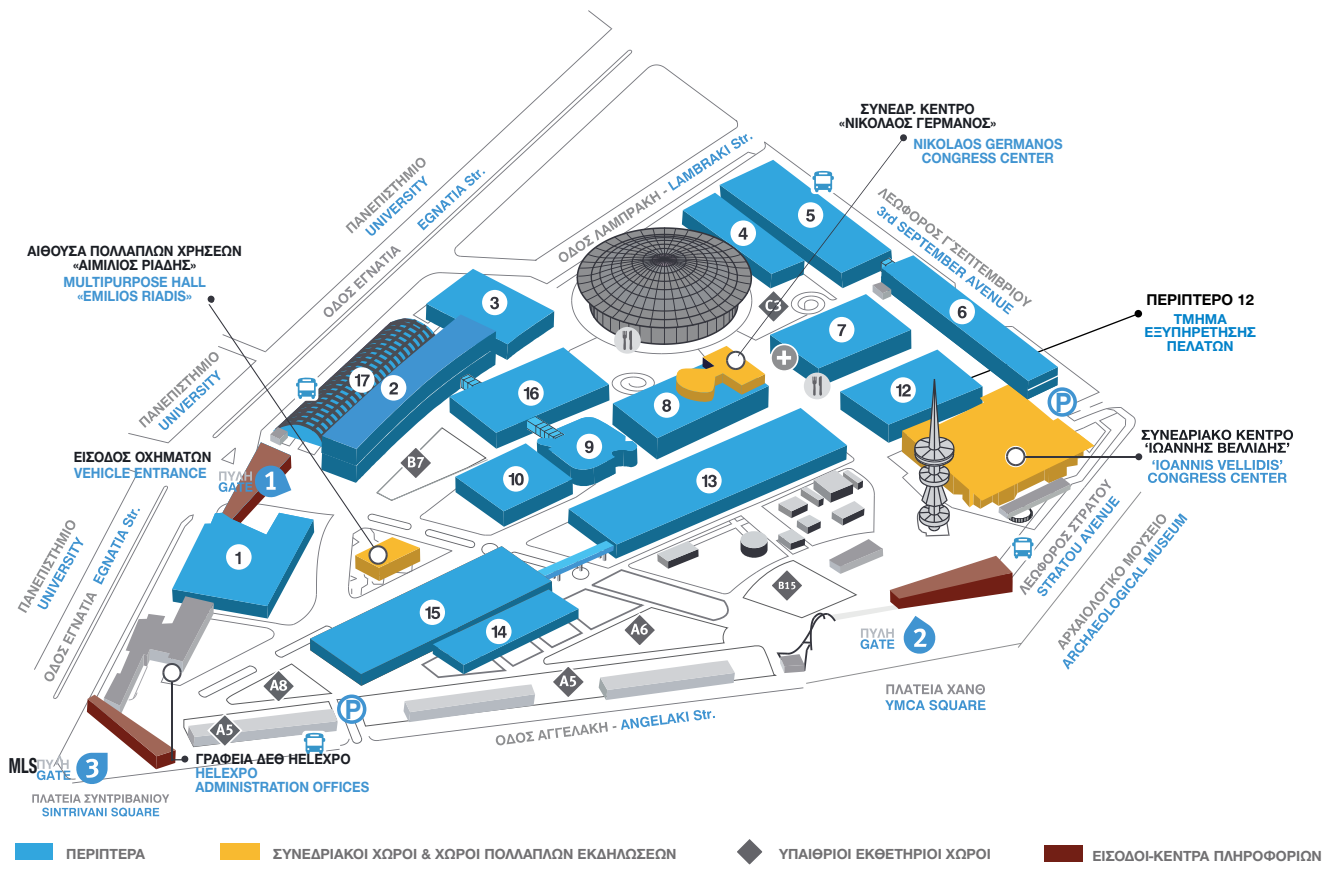 ΣΥΝΕΔΡ. ΚΕΝΤΡΟ
«ΝΙΚΟΛΑΟΣ ΓΕΡΜΑΝΟΣ»
NIKOLAOS GERMANOS
CONGRESS CENTER
ΠΑΝΕΠΙΣΤΗΜΙΟ
UNIVERSITY
ΟΔΟΣ ΕΓΝΑΤΙΑ EGNATIA Str.
ΟΔΟΣ ΛΑΜΠΡΑΚΗ - LAMBRAKI Str.
ΛΕΩΦΟΡΟΣ Γ'ΣΕΠΤΕΜΒΡΙΟΥ
3rd SEPTEMBER AVENUE
ΑΙΘΟΥΣΑ ΠΟΛΛΑΠΛΩΝ ΧΡΗΣΕΩΝ
«ΑΙΜΙΛΙΟΣ ΡΙΑΔΗΣ»
MULTIPURPOSE HALL
«EMILIOS RIADIS»
ΠΕΡΙΠΤΕΡΟ 12
ΤΜΗΜΑ
ΕΞΥΠΗΡΕΤΗΣΗΣ
ΠΕΛΑΤΩΝ
5
4
3
6
C3
7
17
2
16
12
8
9
10
13
B7
P
ΠΑΝΕΠΙΣΤΗΜΙΟ
UNIVERSITY
ΕΙΣΟΔΟΣ ΟΧΗΜΑΤΩΝ
VEHICLE ENTRANCE
ΠΥΛΗ
GATE 1
ΣΥΝΕΔΡΙΑΚΟ ΚΕΝΤΡΟ
'ΙΩΑΝΝΗΣ ΒΕΛΛΙΔΗΣ'
'IOANNIS VELLIDIS'
CONGRESS CENTER
ΠΑΝΕΠΙΣΤΗΜΙΟ
UNIVERSITY
ΟΔΟΣ ΕΓΝΑΤΙΑ EGNATIA Str.
1
15
14
B15
A6
A8
A5
A5
P
ΛΕΩΦΟΡΟΣ ΣΤΡΑΤΟΥ
STRATOU AVENUE
ΑΡΧΑΙΟΛΟΓΙΚΟ ΜΟΥΣΕΙΟ
ARCHAEOLOGICAL MUSEUM
ΠΥΛΗ
GATE 2
ΠΛΑΤΕΙΑ ΧΑΝΘ
YMCA SQUARE
ΟΔΟΣ ΑΓΓΕΛΑΚΗ - ANGELAKI Str.
MLS ΠΥΛΗ
GATE 3
ΓΡΑΦΕΙΑ ΔΕΘ HELEXPO
HELEXPO
ADMINISTRATION OFFICES
ΠΛΑΤΕΙΑ ΣΥΝΤΡΙΒΑΝΙΟΥ
SINTRIVANI SQUARE
ΠΕΡΙΠΤΕΡΑ
ΣΥΝΕΔΡΙΑΚΟΙ ΧΩΡΟΙ & ΧΩΡΟΙ ΠΟΛΛΑΠΛΩΝ ΕΚΔΗΛΩΣΕΩΝ
ΥΠΑΙΘΡΙΟΙ ΕΚΘΕΤΗΡΙΟΙ ΧΩΡΟΙ
ΕΙΣΟΔΟΙ-ΚΕΝΤΡΑ ΠΛΗΡΟΦΟΡΙΩΝ